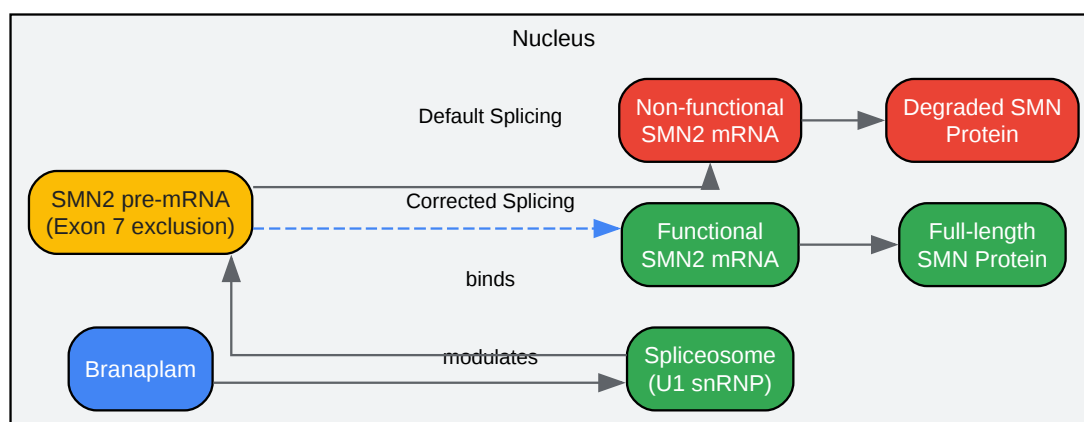 Nucleus
Default Splicing
Non-functional
SMN2 mRNA
Degraded SMN
Protein
SMN2 pre-mRNA
(Exon 7 exclusion)
Corrected Splicing
Functional
SMN2 mRNA
Full-length
SMN Protein
binds
Branaplam
modulates
Spliceosome
(U1 snRNP)